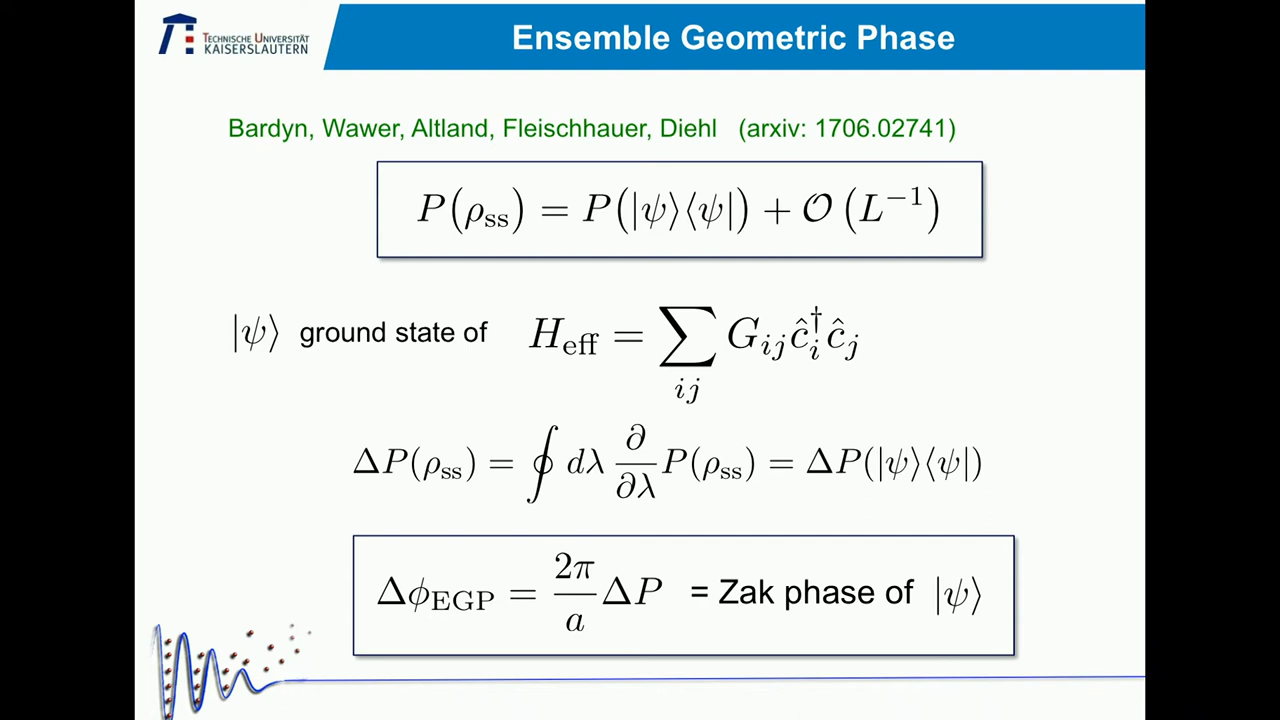 TECHNISCHE UNIVERSITÄT
KAISERSLAUTERN
Ensemble Geometric Phase
Bardyn, Wawer, Altland, Fleischhauer, Diehl (arxiv: 1706.02741)
P(ρ_ss) = P(|ψ⟩⟨ψ|) + 𝒪(L⁻¹)
|ψ⟩ ground state of H_eff = ∑_{ij} G_{ij} ĉ_i^† ĉ_j
ΔP(ρ_ss) = ∮ dλ ∂/∂λ P(ρ_ss) = ΔP(|ψ⟩⟨ψ|)
Δϕ_EGP = 2π/a ΔP = Zak phase of |ψ⟩